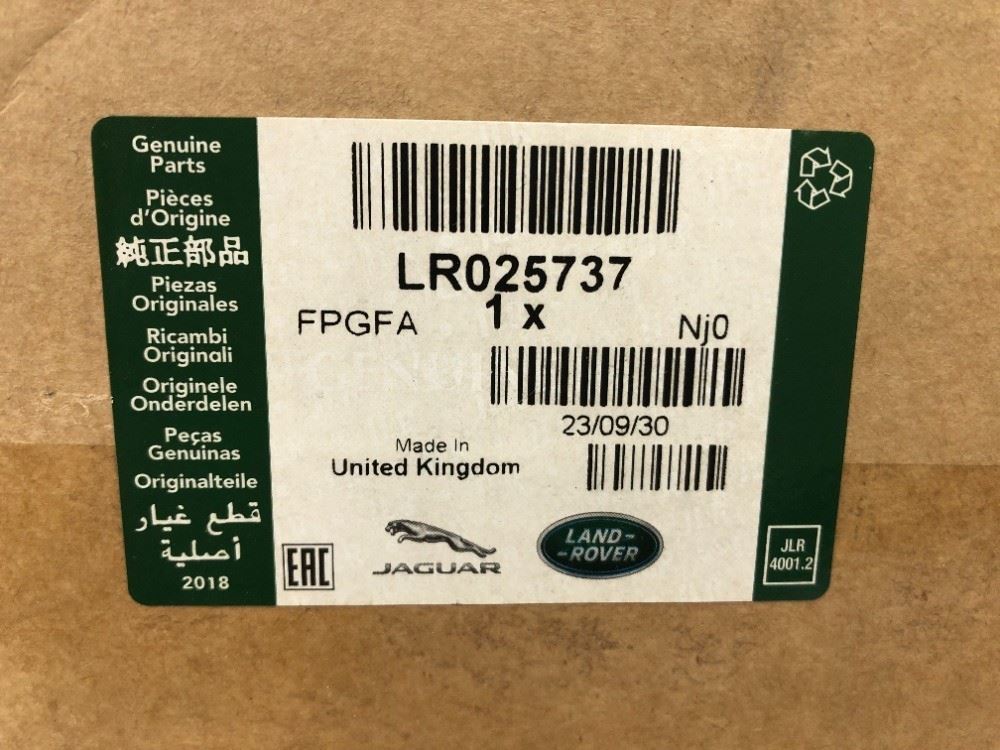 Genuine
Parts
Pièces
d'Origine
純正部品
Piezas
Originales
Ricambi
Originali
Originele
Onderdelen
Peças
Genuinas
Originalteile
قطع غيار
أصلية
2018
LR025737
1 x
FPGFA
Nj0
23/09/30
Made In
United Kingdom
EAC
JAGUAR
LAND-
-ROVER
JLR
4001.2